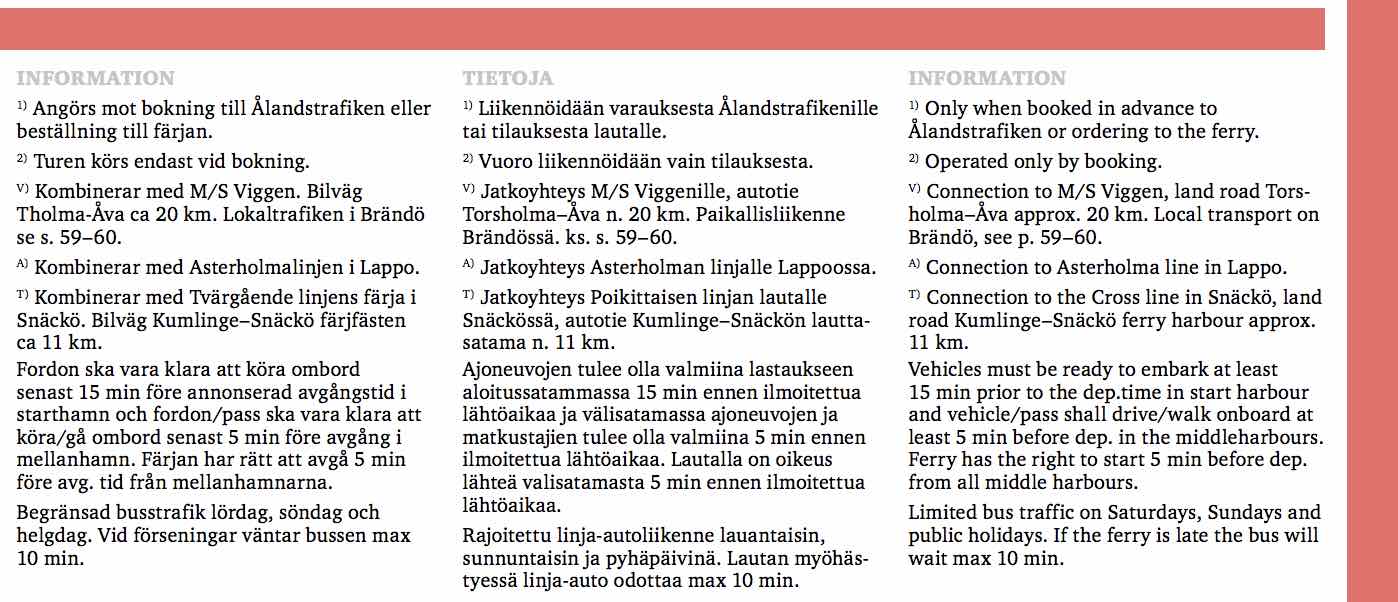 INFORMATION
1) Angörs mot bokning till Ålandstrafiken eller
beställning till färjan.
2) Turen körs endast vid bokning.
V) Kombinerar med M/S Viggen. Bilväg
Tholma-Åva ca 20 km. Lokaltrafiken i Brändö
se s. 59–60.
A) Kombinerar med Asterholmalinjen i Lappo.
T) Kombinerar med Tvärgående linjens färja i
Snäckö. Bilväg Kumlinge–Snäckö färjfästen
ca 11 km.
Fordon ska vara klara att köra ombord
senast 15 min före annonserad avgångstid i
starthamn och fordon/pass ska vara klara att
köra/gå ombord senast 5 min före avgång i
mellanhamn. Färjan har rätt att avgå 5 min
före avg. tid från mellanhamnarna.
Begränsad busstrafik lördag, söndag och
helgdag. Vid förseningar väntar bussen max
10 min.
TIETOJA
1) Liikennöidään varauksesta Ålandstrafikenille
tai tilauksesta lautalle.
2) Vuoro liikennöidään vain tilauksesta.
V) Jatkoyhteys M/S Viggenille, autotie
Torsholma–Åva n. 20 km. Paikallisliikenne
Brändössä. ks. s. 59–60.
A) Jatkoyhteys Asterholman linjalle Lappoossa.
T) Jatkoyhteys Poikittaisen linjan lautalle
Snäckössä, autotie Kumlinge–Snäckön lautta-
satama n. 11 km.
Ajoneuvojen tulee olla valmiina lastaukseen
aloitussatammassa 15 min ennen ilmoitettua
lähtöaikaa ja välisatamassa ajoneuvojen ja
matkustajien tulee olla valmiina 5 min ennen
ilmoitettua lähtöaikaa. Lautalla on oikeus
lähteä valisatamasta 5 min ennen ilmoitettua
lähtöaikaa.
Rajoitettu linja-autoliikenne lauantaisin,
sunnuntaisin ja pyhäpäivinä. Lautan myöhäs-
tyessä linja-auto odottaa max 10 min.
INFORMATION
1) Only when booked in advance to
Ålandstrafiken or ordering to the ferry.
2) Operated only by booking.
V) Connection to M/S Viggen, land road Tors-
holma–Åva approx. 20 km. Local transport on
Brändö, see p. 59–60.
A) Connection to Asterholma line in Lappo.
T) Connection to the Cross line in Snäckö, land
road Kumlinge–Snäckö ferry harbour approx.
11 km.
Vehicles must be ready to embark at least
15 min prior to the dep.time in start harbour
and vehicle/pass shall drive/walk onboard at
least 5 min before dep. in the middleharbours.
Ferry has the right to start 5 min before dep.
from all middle harbours.
Limited bus traffic on Saturdays, Sundays and
public holidays. If the ferry is late the bus will
wait max 10 min.